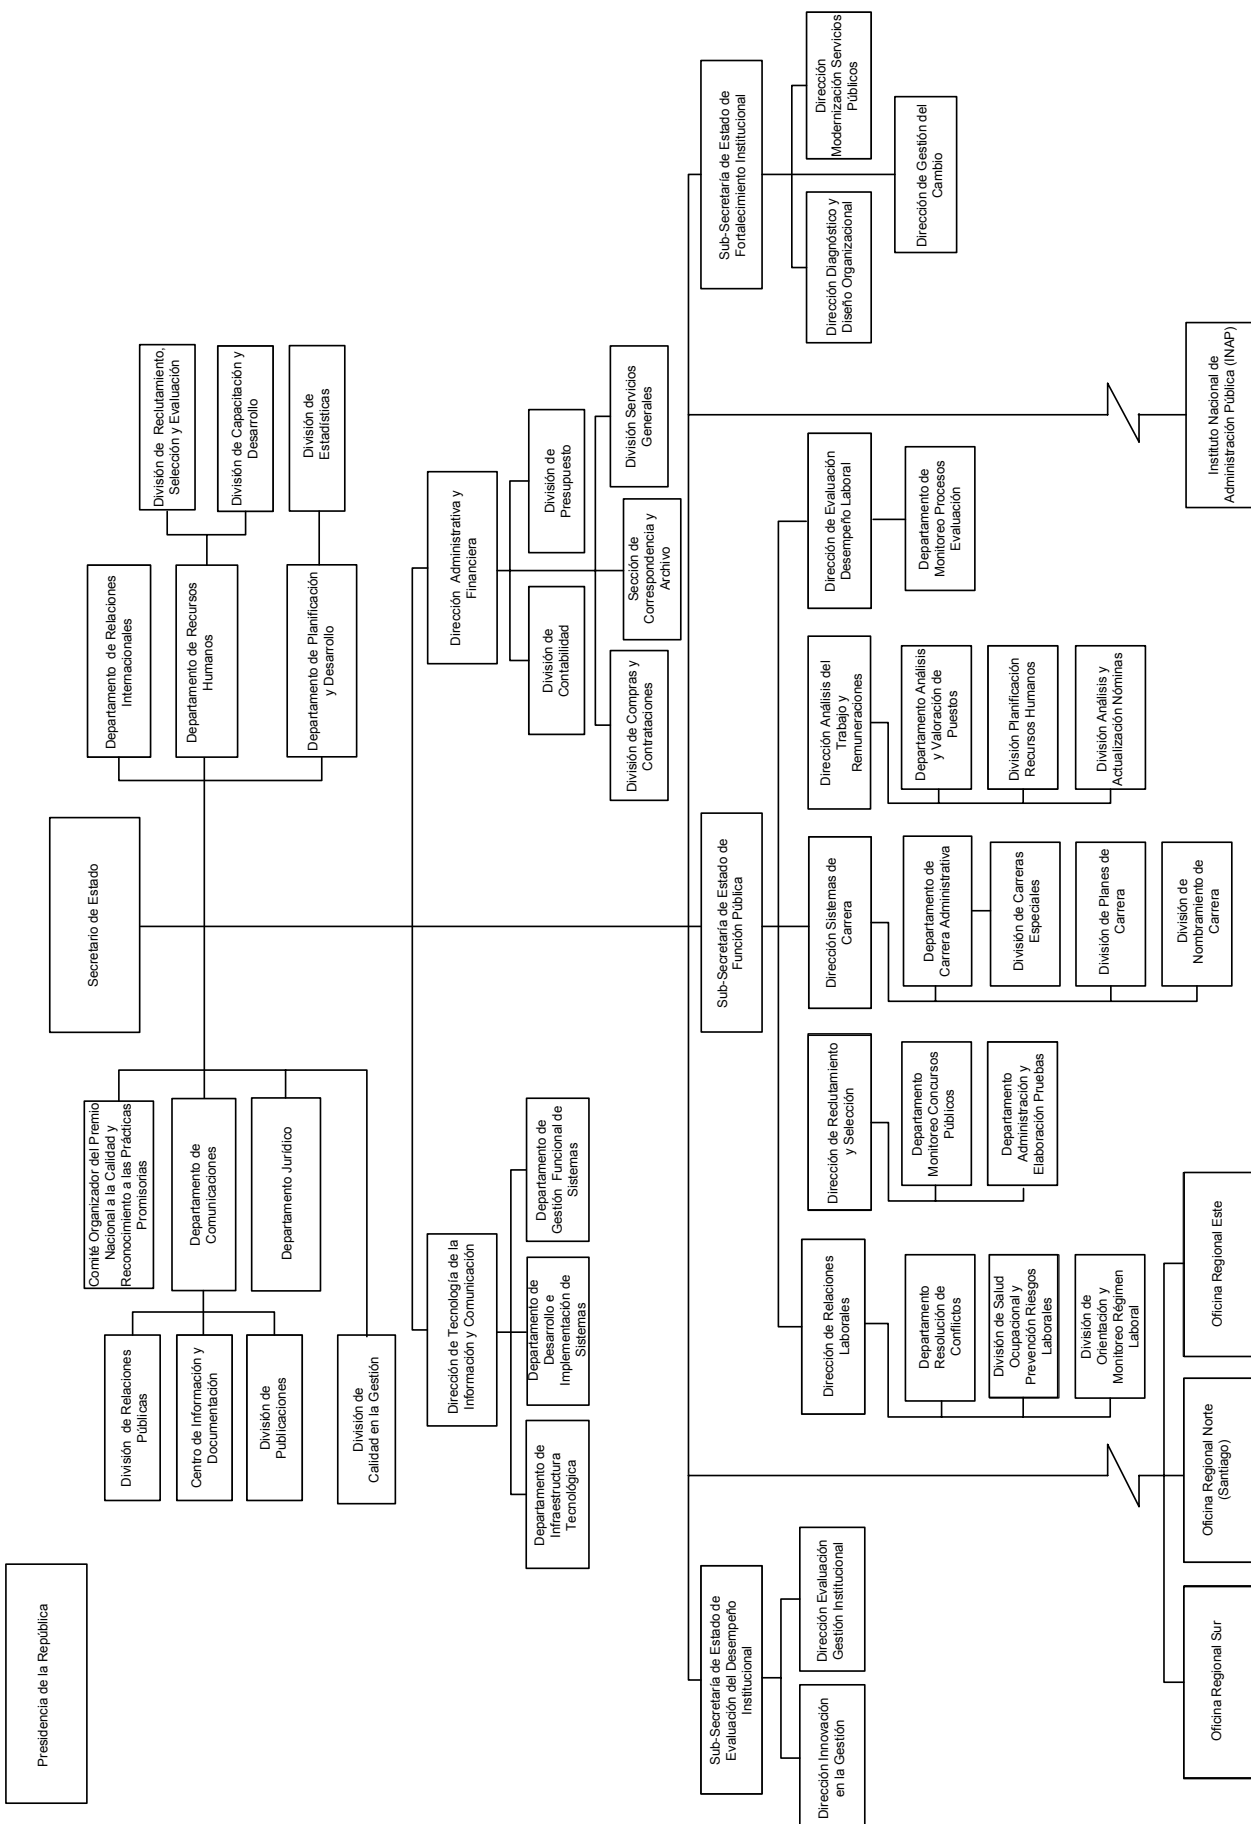 Presidencia de la República
Secretario de Estado
Comité Organizador del Premio
Nacional a la Calidad y
Reconocimiento a las Prácticas
Promisorias
Departamento de
Comunicaciones
Departamento Jurídico
División de Relaciones
Públicas
Centro de Información y
Documentación
División de
Publicaciones
División de
Calidad en la Gestión
Departamento de Relaciones
Internacionales
Departamento de Recursos
Humanos
Departamento de Planificación
y Desarrollo
División de Reclutamiento,
Selección y Evaluación
División de Capacitación y
Desarrollo
División de
Estadísticas
Dirección de Tecnología de la
Información y Comunicación
Departamento de
Infraestructura
Tecnológica
Departamento de
Desarrollo e
Implementación de
Sistemas
Departamento de
Gestión Funcional de
Sistemas
Dirección Administrativa y
Financiera
División de
Contabilidad
División de
Presupuesto
División de Compras y
Contrataciones
Sección de
Correspondencia y
Archivo
División Servicios
Generales
Sub-Secretaría de Estado de
Evaluación del Desempeño
Institucional
Dirección Innovación
en la Gestión
Dirección Evaluación
Gestión Institucional
Sub-Secretaría de Estado de
Función Pública
Dirección de Relaciones
Laborales
Departamento
Resolución de
Conflictos
División de Salud
Ocupacional y
Prevención Riesgos
Laborales
División de
Orientación y
Monitoreo Régimen
Laboral
Dirección de Reclutamiento
y Selección
Departamento
Monitoreo Concursos
Públicos
Departamento
Administración y
Elaboración Pruebas
Dirección Sistemas de
Carrera
Departamento de
Carrera Administrativa
División de Carreras
Especiales
División de Planes de
Carrera
División de
Nombramiento de
Carrera
Dirección Análisis del
Trabajo y
Remuneraciones
Departamento Análisis
y Valoración de
Puestos
División Planificación
Recursos Humanos
División Análisis y
Actualización Nóminas
Dirección de Evaluación
Desempeño Laboral
Departamento de
Monitoreo Procesos
Evaluación
Sub-Secretaría de Estado de
Fortalecimiento Institucional
Dirección Diagnóstico y
Diseño Organizacional
Dirección
Modernización Servicios
Públicos
Dirección de Gestión del
Cambio
Oficina Regional Sur
Oficina Regional Norte
(Santiago)
Oficina Regional Este
Instituto Nacional de
Administración Pública (INAP)